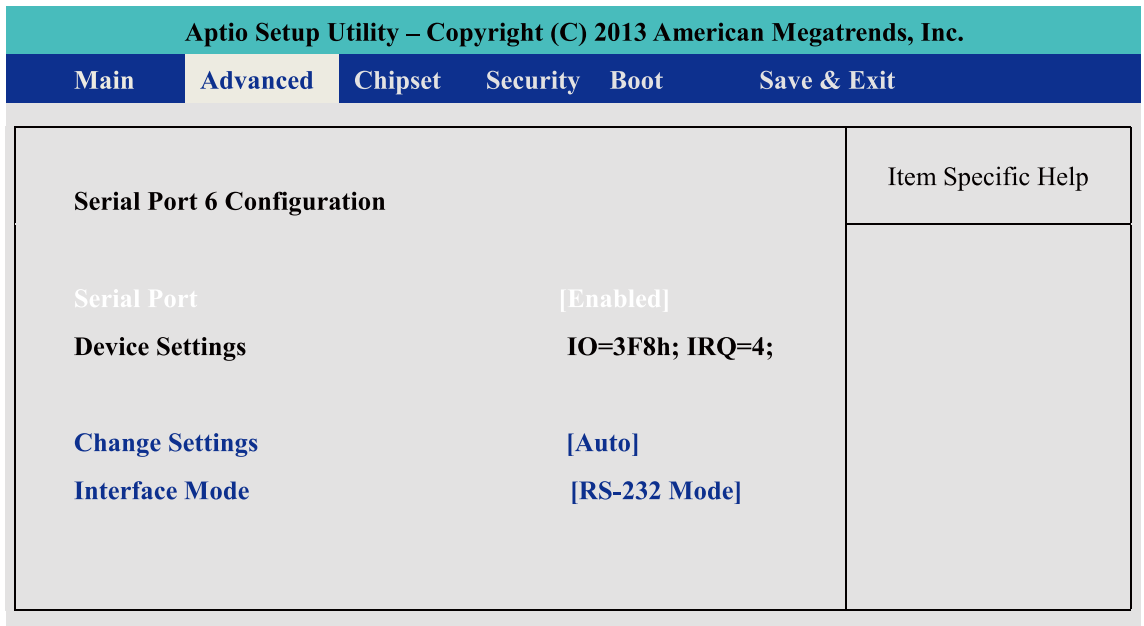 Aptio Setup Utility – Copyright (C) 2013 American Megatrends, Inc.
Main Advanced Chipset Security Boot Save & Exit
Item Specific Help
Serial Port 6 Configuration
Serial Port [Enabled]
Device Settings IO=3F8h; IRQ=4;
Change Settings [Auto]
Interface Mode [RS-232 Mode]